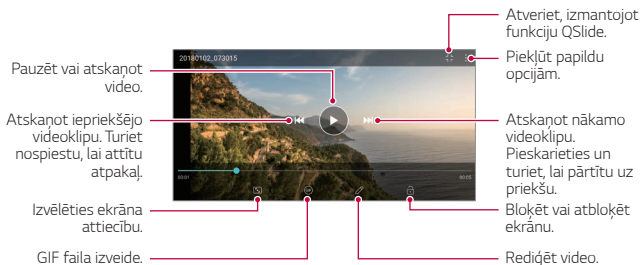 Atveriet, izmantojot
funkciju QSlide.
20180102_073015
Piekļūt papildu
opcijām.
Pauzēt vai atskaņot
video.
Atskaņot iepriekšējo
videoklipu. Turiet
nospiestu, lai attītu
atpakaļ.
Atskaņot nākamo
videoklipu.
Pieskarieties un
turiet, lai pārtītu uz
priekšu.
00:01
00:05
GIF
Izvēlēties ekrāna
attiecību.
Bloķēt vai atbloķēt
ekrānu.
GIF faila izveide.
Rediģēt video.